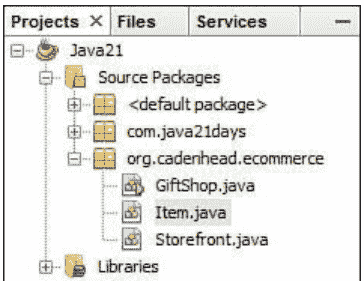 Projects × Files Services
Java21
Source Packages
<default package>
com.java21days
org.cadenhead.ecommerce
GiftShop.java
Item.java
Storefront.java
Libraries